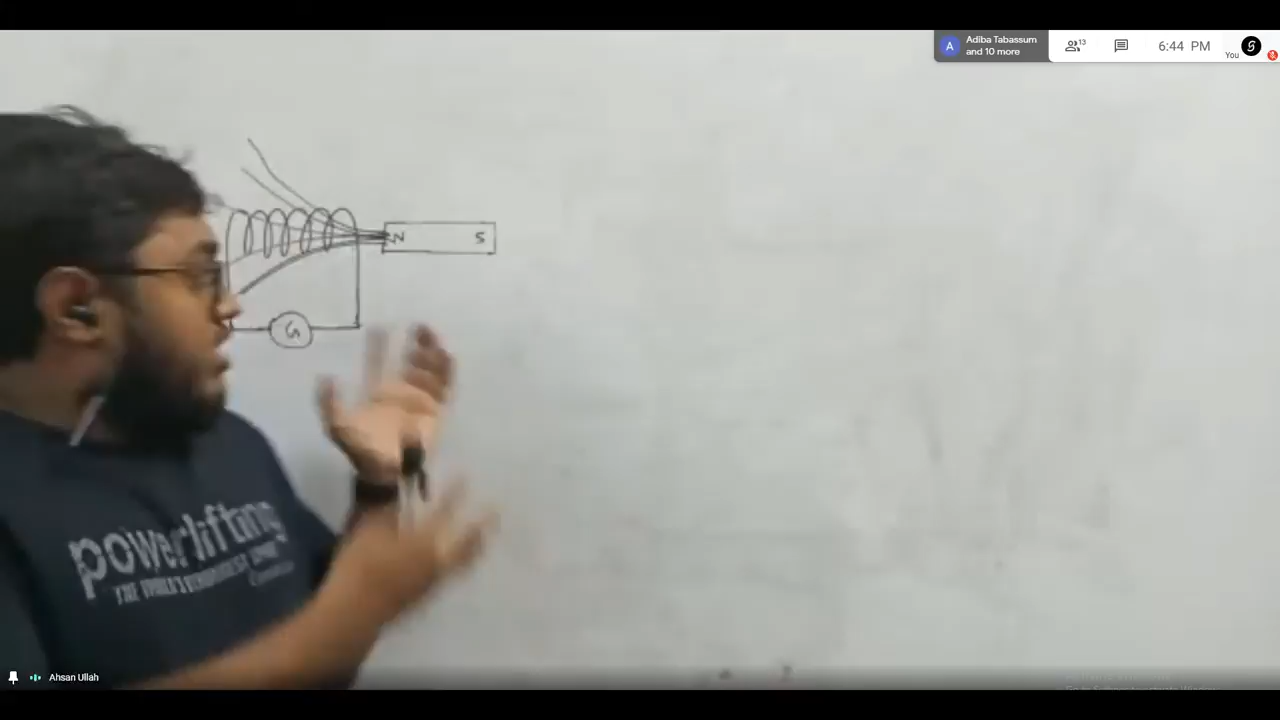 Adiba Tabassum
and 10 more
13
6:44 PM
A
You
N
S
G
powerlifting
Ahsan Ullah